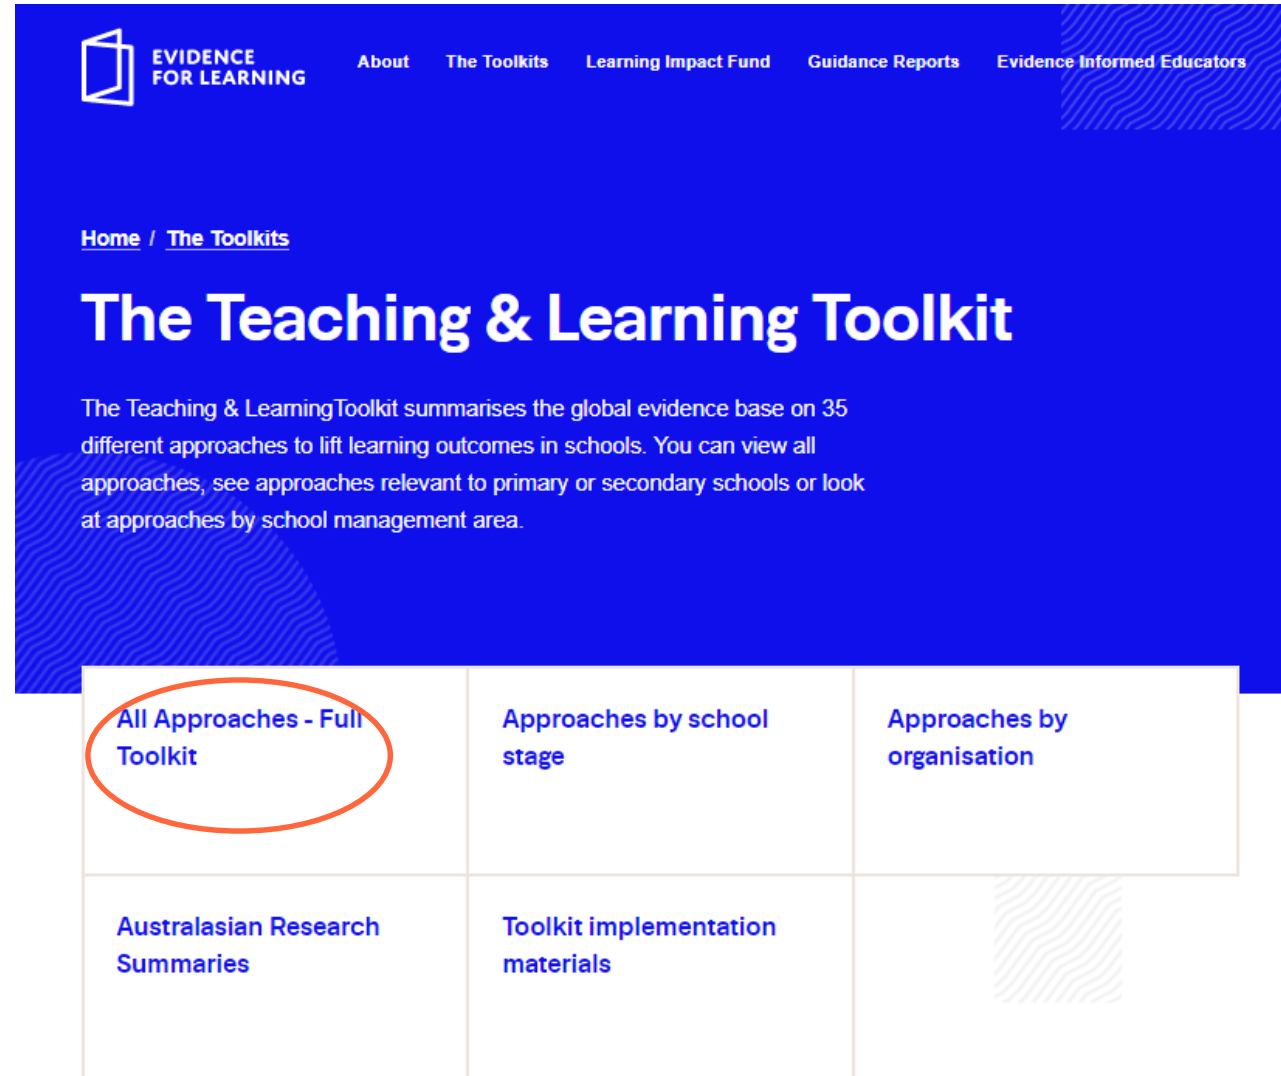 EVIDENCE
FOR LEARNING
About The Toolkits Learning Impact Fund Guidance Reports Evidence Informed Educators
Home / The Toolkits
The Teaching & Learning Toolkit
The Teaching & LearningToolkit summarises the global evidence base on 35
different approaches to lift learning outcomes in schools. You can view all
approaches, see approaches relevant to primary or secondary schools or look
at approaches by school management area.
All Approaches - Full
Toolkit
Approaches by school
stage
Approaches by
organisation
Australasian Research
Summaries
Toolkit implementation
materials